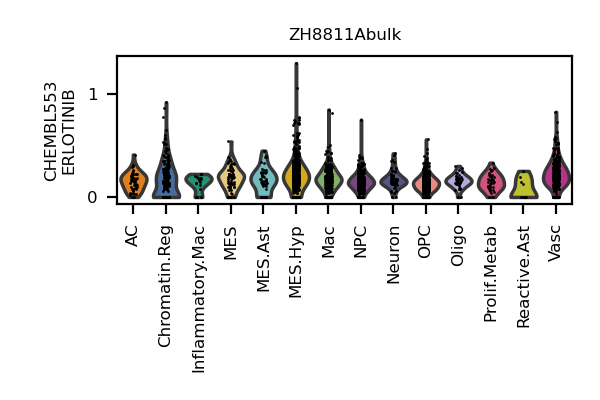 ZH8811Abulk
CHEMBL553
ERLOTINIB
1
0
AC
Chromatin.Reg
Inflammatory.Mac
MES
MES.Ast
MES.Hyp
Mac
NPC
Neuron
OPC
Oligo
Prolif.Metab
Reactive.Ast
Vasc